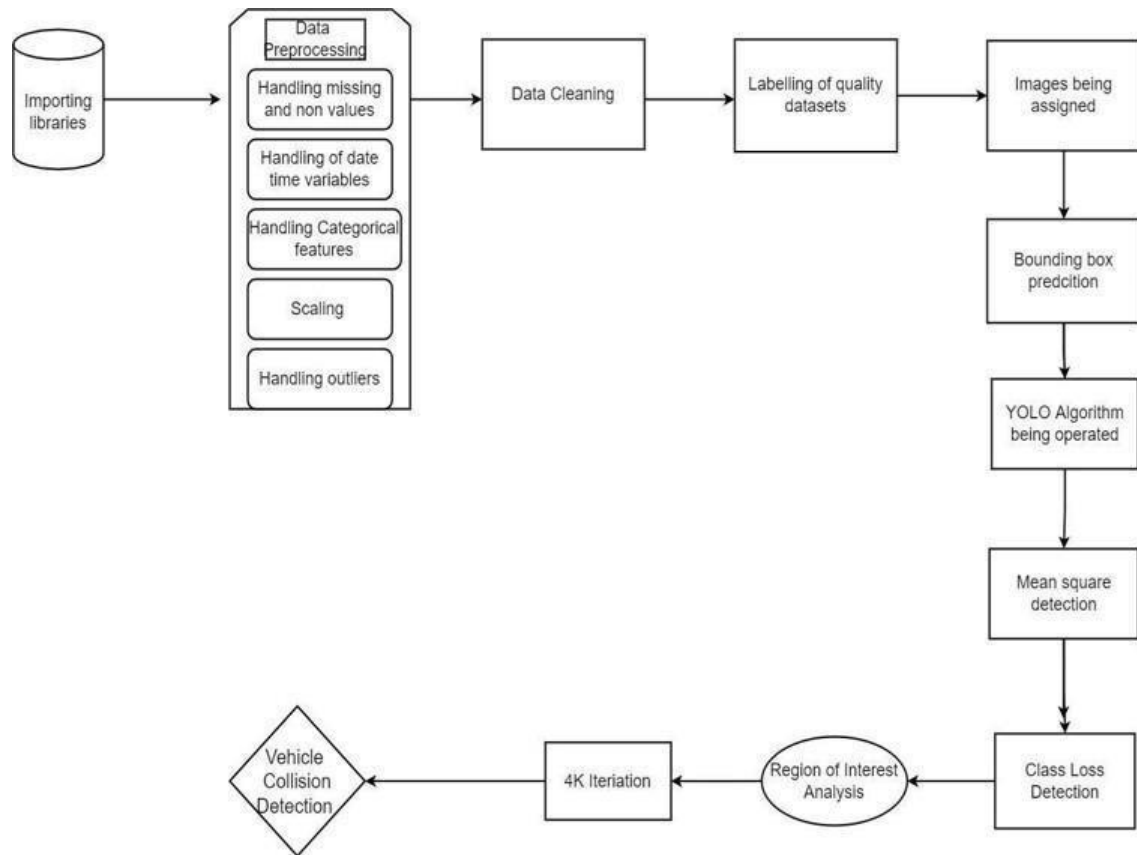 Importing
libraries
Data
Preprocessing
Handling missing
and non values
Handling of date
time variables
Handling Categorical
features
Scaling
Handling outliers
Data Cleaning
Labelling of quality
datasets
Images being
assigned
Bounding box
predcition
YOLO Algorithm
being operated
Mean square
detection
Class Loss
Detection
Region of Interest
Analysis
4K Iteriation
Vehicle
Collision
Detection